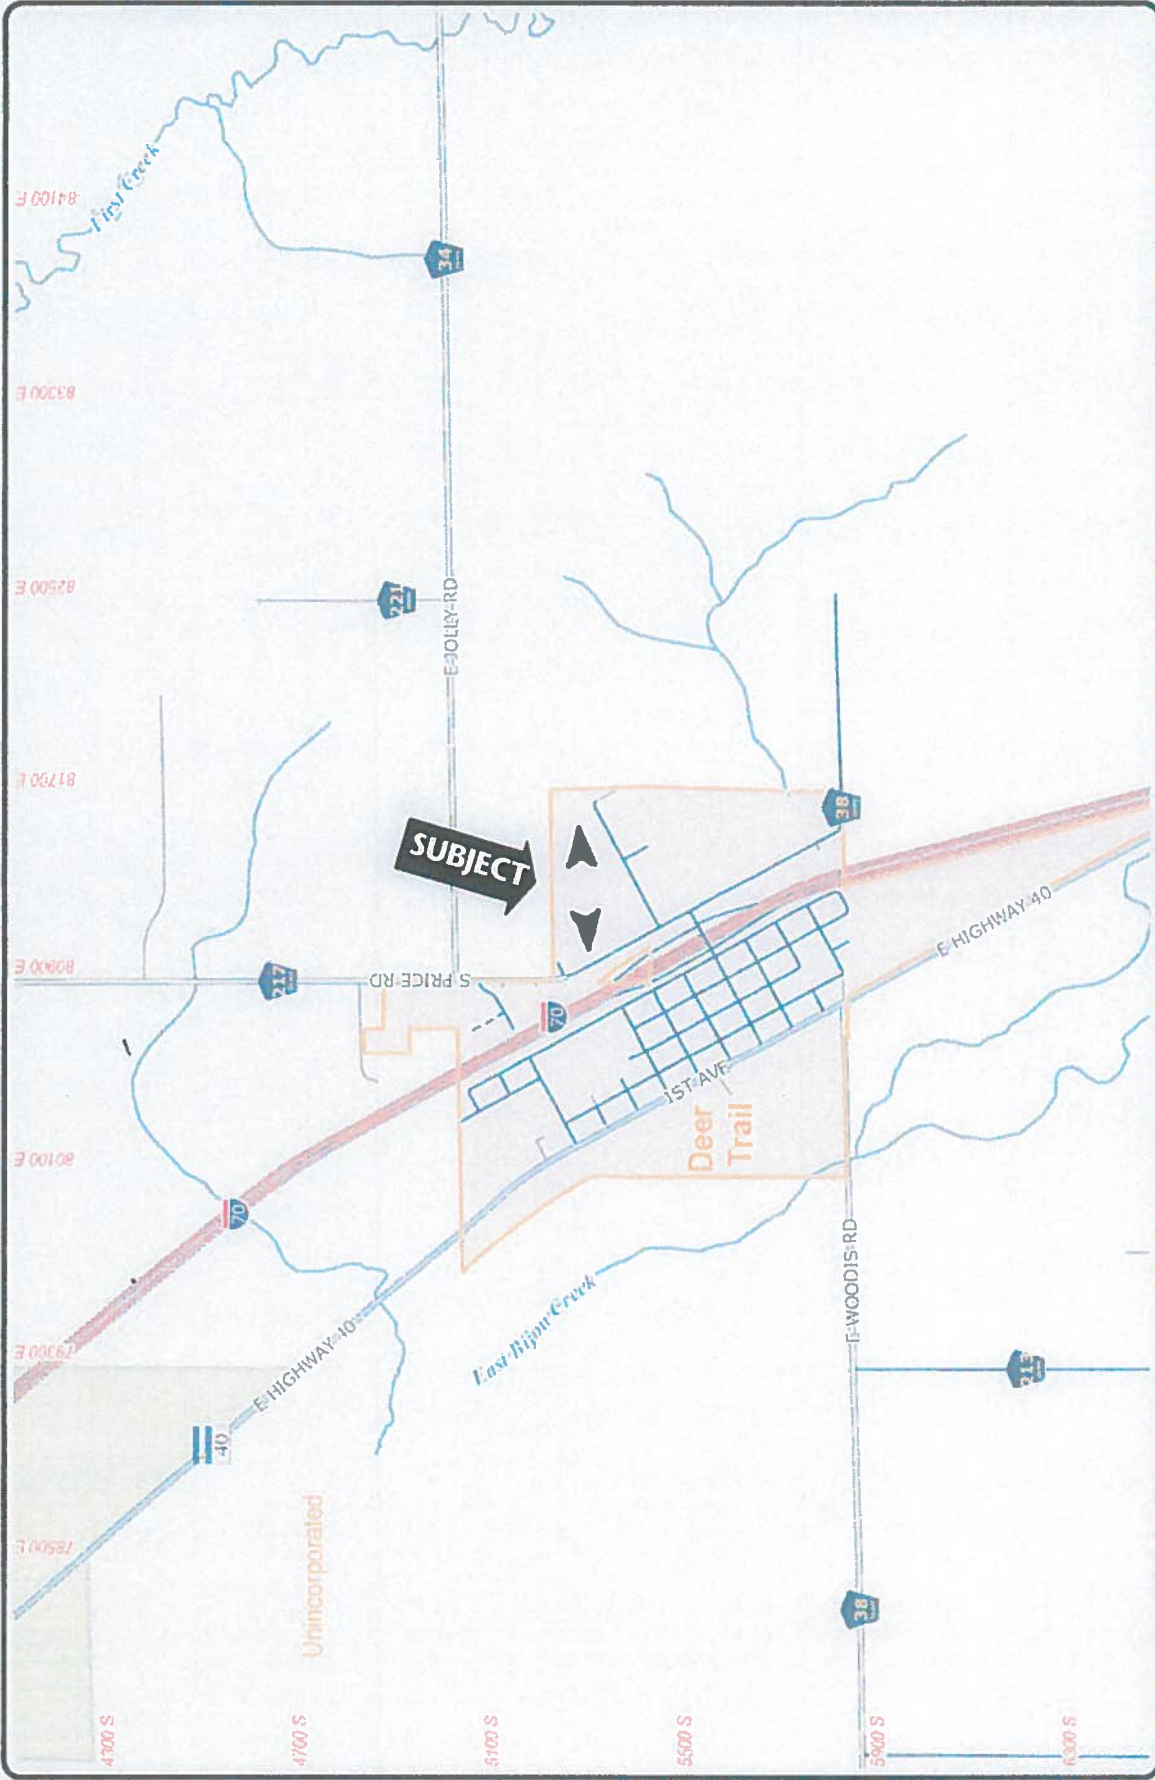 84100 E
83300 E
82500 E
81700 E
80900 E
80100 E
79300 E
78500 E
First Creek
34
221
E JOLLY RD
SUBJECT
217
S PRICE RD
70
70
38
E HIGHWAY 40
1ST AVE
Deer
Trail
E HIGHWAY 40
40
East Bijou Creek
E WOODIS RD
213
38
Unincorporated
4300 S
4700 S
5100 S
5500 S
5900 S
6300 S